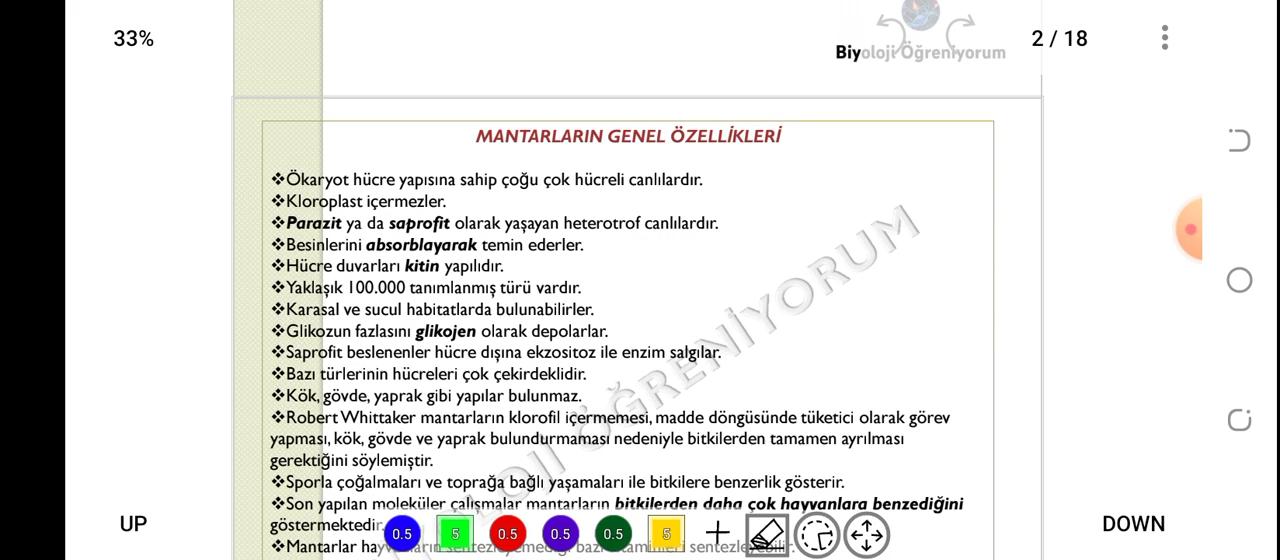 33%
Biyoloji Öğreniyorum
2 / 18
MANTARLARIN GENEL ÖZELLİKLERİ
❖Ökaryot hücre yapısına sahip çoğu çok hücreli canlılardır.
❖Kloroplast içermezler.
❖Parazit ya da saprofit olarak yaşayan heterotrof canlılardır.
❖Besinlerini absorblayarak temin ederler.
❖Hücre duvarları kitin yapılıdır.
❖Yaklaşık 100.000 tanımlanmış türü vardır.
❖Karasal ve sucul habitatlarda bulunabilirler.
❖Glikozun fazlasını glikojen olarak depolarlar.
❖Saprofit beslenenler hücre dışına ekzositoz ile enzim salgılar.
❖Bazı türlerinin hücreleri çok çekirdeklidir.
❖Kök, gövde, yaprak gibi yapılar bulunmaz.
❖Robert Whittaker mantarların klorofil içermemesi, madde döngüsünde tüketici olarak görev
yapması, kök, gövde ve yaprak bulundurmaması nedeniyle bitkilerden tamamen ayrılması
gerektiğini söylemiştir.
❖Sporla çoğalmaları ve toprağa bağlı yaşamaları ile bitkilere benzerlik gösterir.
❖Son yapılan moleküler çalışmalar mantarların bitkilerden daha çok hayvanlara benzediğini
göstermektedir.
❖Mantarlar hayvanların sentezleyemediği bazı sentezleyebilir.
LOJİ ÖĞRENİYORUM
UP
0.5 5 0.5 0.5 0.5 5
DOWN